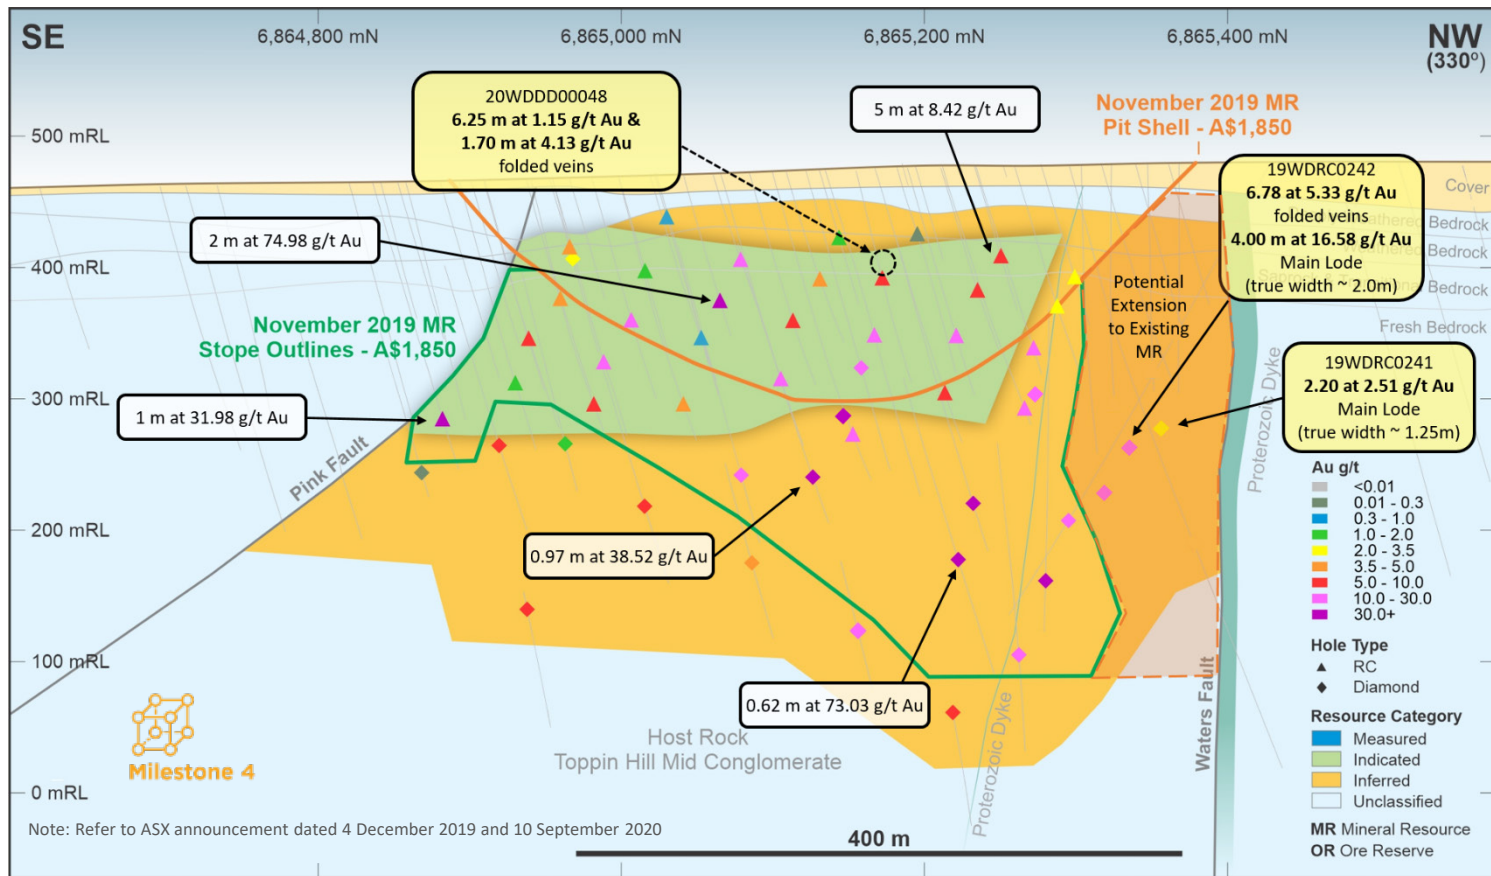 SE
6,864,800 mN
6,865,000 mN
6,865,200 mN
6,865,400 mN
NW
(330º)
20WDDD00048
6.25 m at 1.15 g/t Au &
1.70 m at 4.13 g/t Au
folded veins
5 m at 8.42 g/t Au
November 2019 MR
Pit Shell - A$1,850
500 mRL
400 mRL
300 mRL
200 mRL
100 mRL
0 mRL
19WDRC0242
6.78 at 5.33 g/t Au
folded veins
4.00 m at 16.58 g/t Au
Main Lode
(true width ~ 2.0m)
Cover
Bedrock
Bedrock
Bedrock
Fresh Bedrock
2 m at 74.98 g/t Au
November 2019 MR
Stope Outlines - A$1,850
Potential
Extension
to Existing
MR
19WDRC0241
2.20 at 2.51 g/t Au
Main Lode
(true width ~ 1.25m)
1 m at 31.98 g/t Au
Pink Fault
Proterozoic Dyke
0.97 m at 38.52 g/t Au
0.62 m at 73.03 g/t Au
Proterozoic Dyke
Waters Fault
Host Rock
Toppin Hill Mid Conglomerate
Milestone 4
Au g/t
<0.01
0.01 - 0.3
0.3 - 1.0
1.0 - 2.0
2.0 - 3.5
3.5 - 5.0
5.0 - 10.0
10.0 - 30.0
30.0+
Hole Type
RC
Diamond
Resource Category
Measured
Indicated
Inferred
Unclassified
MR Mineral Resource
OR Ore Reserve
Note: Refer to ASX announcement dated 4 December 2019 and 10 September 2020
400 m